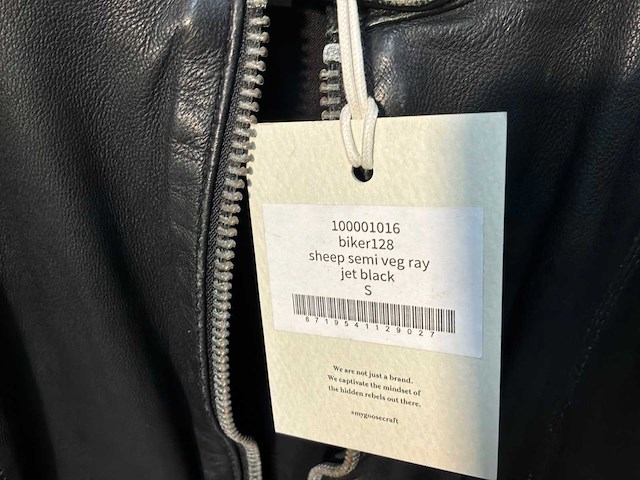 100001016
biker128
sheep semi veg ray
jet black
S
6719541129027
We are not just a brand.
We captivate the mindset of
the hidden rebels out there.
#mygoosecraft